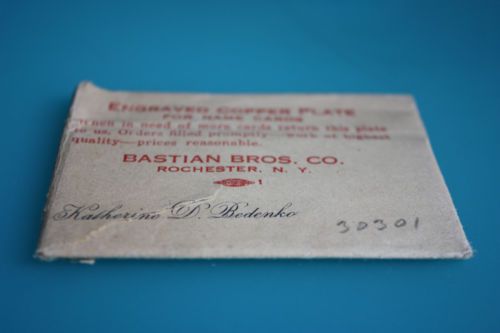 ENGRAVED COPPER PLATE
FOR NAME CARDS
When in need of more cards return this plate
to us. Orders filled promptly work of highest
quality—prices reasonable.
BASTIAN BROS. CO.
ROCHESTER, N. Y.
1
Katherine D. Bedenko
30301